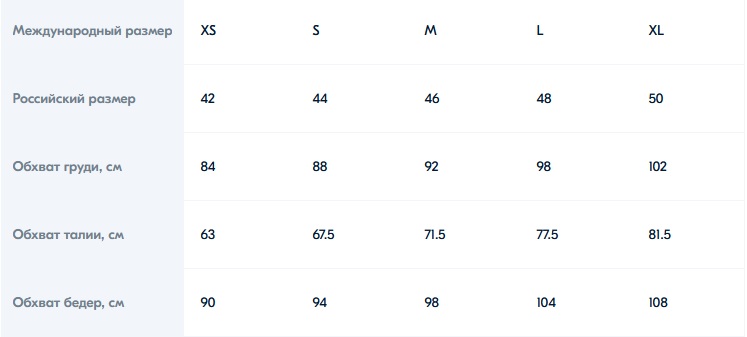 Международный размер XS S M L XL
Российский размер 42 44 46 48 50
Обхват груди, см 84 88 92 98 102
Обхват талии, см 63 67.5 71.5 77.5 81.5
Обхват бедер, см 90 94 98 104 108